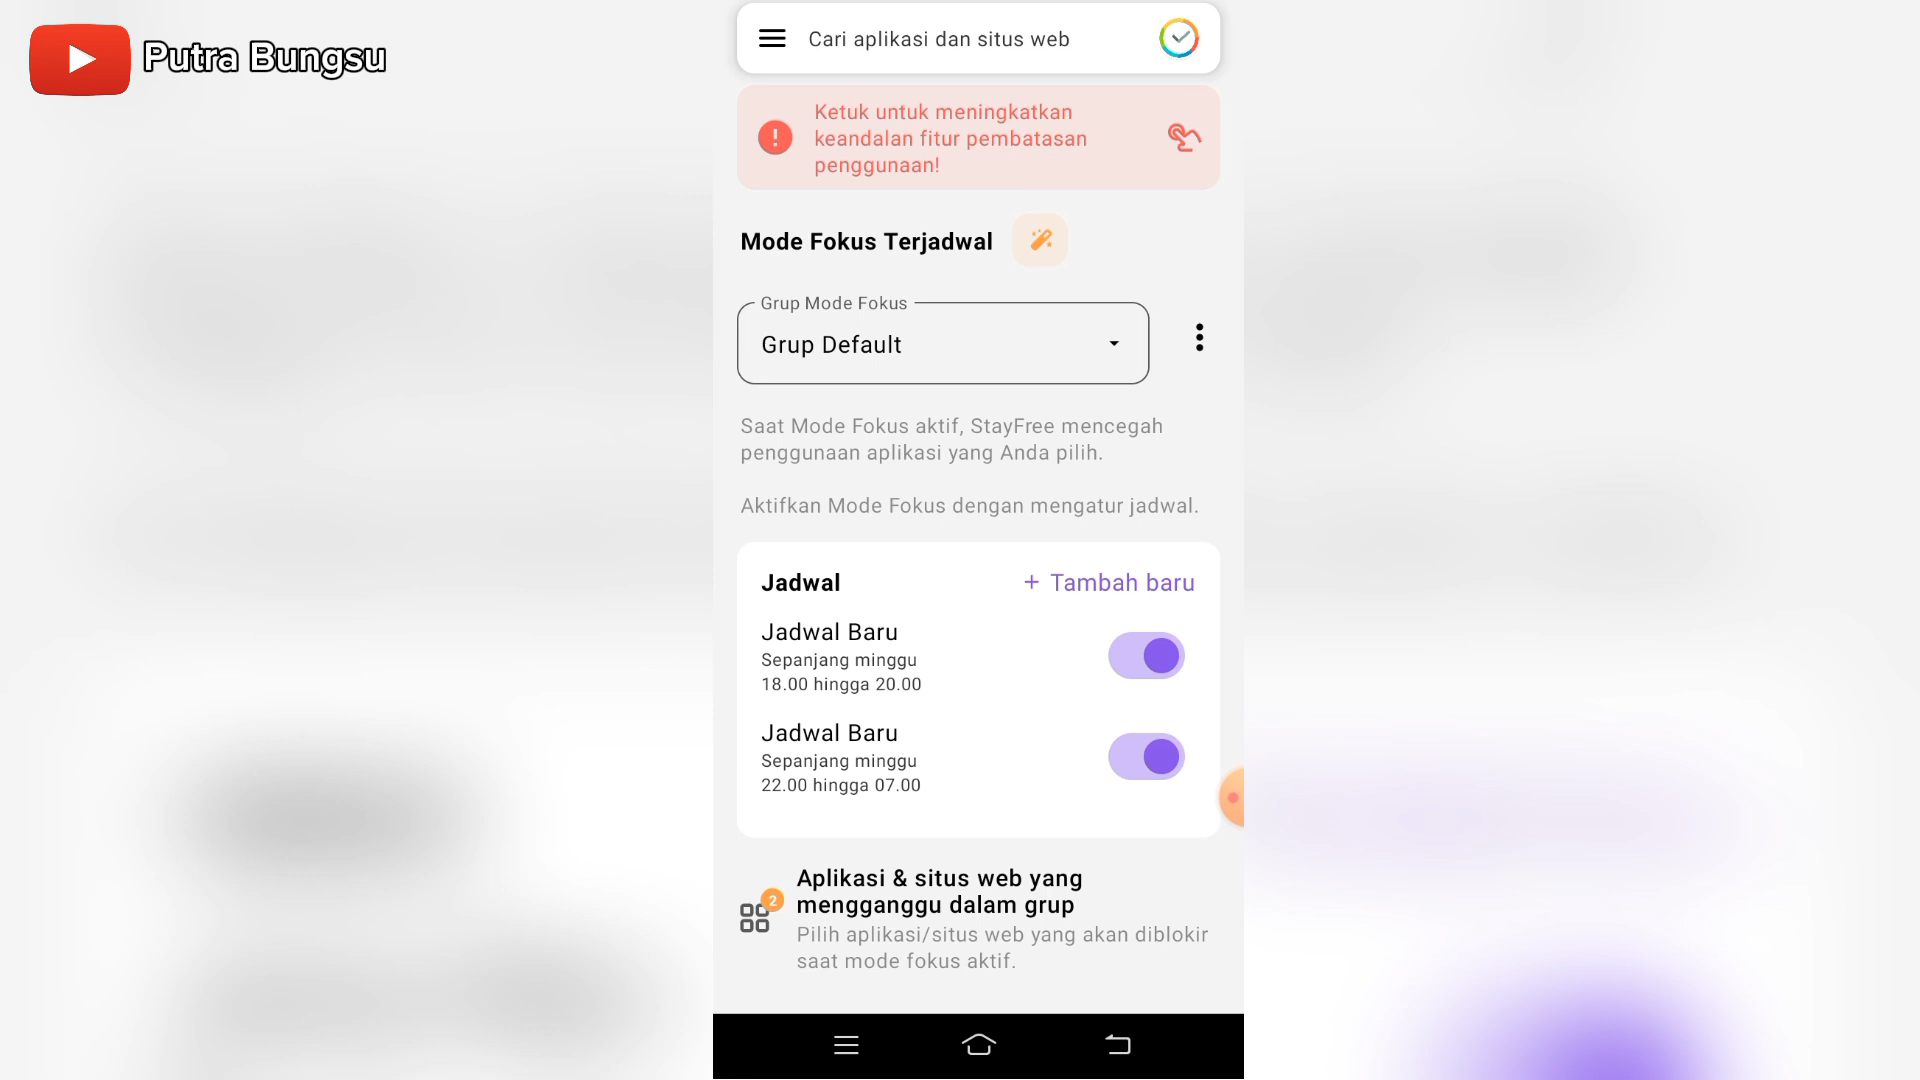 Putra Bungsu
Cari aplikasi dan situs web
Ketuk untuk meningkatkan
keandalan fitur pembatasan
penggunaan!
Mode Fokus Terjadwal
Grup Mode Fokus
Grup Default
Saat Mode Fokus aktif, StayFree mencegah
penggunaan aplikasi yang Anda pilih.
Aktifkan Mode Fokus dengan mengatur jadwal.
Jadwal
+ Tambah baru
Jadwal Baru
Sepanjang minggu
18.00 hingga 20.00
Jadwal Baru
Sepanjang minggu
22.00 hingga 07.00
2
Aplikasi & situs web yang
mengganggu dalam grup
Pilih aplikasi/situs web yang akan diblokir
saat mode fokus aktif.